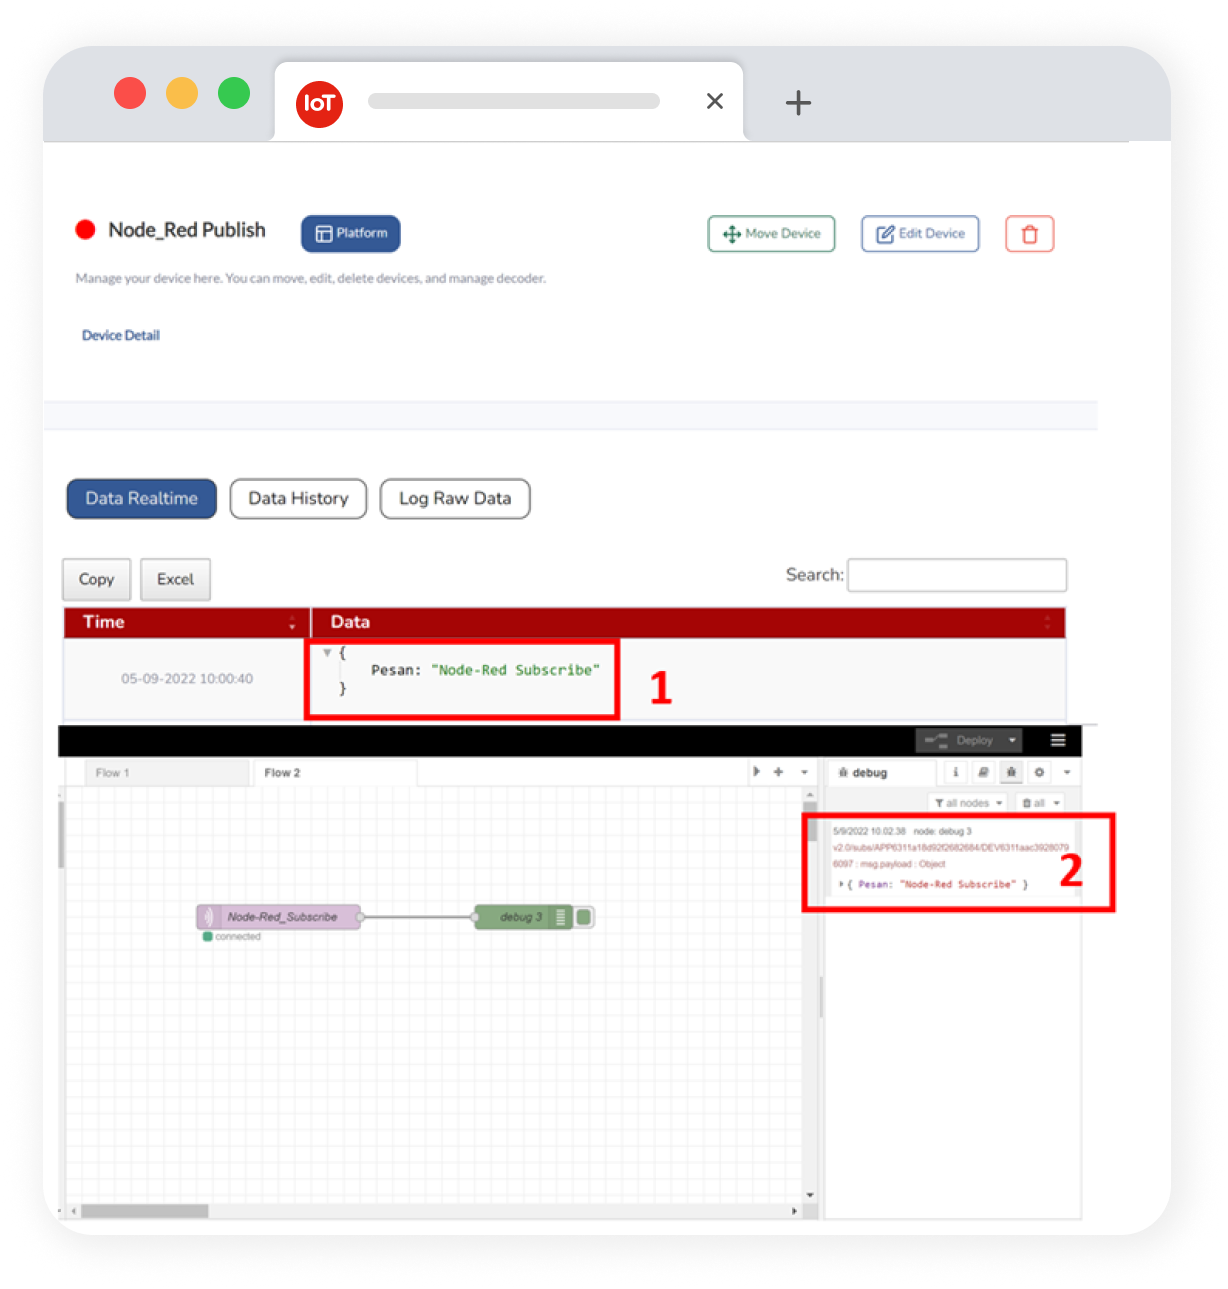 IoT
Node_Red Publish
Platform
Move Device
Edit Device
Manage your device here. You can move, edit, delete devices, and manage decoder.
Device Detail
Data Realtime
Data History
Log Raw Data
Copy
Excel
Search:
Time
Data
05-09-2022 10:00:40
{
Pesan: "Node-Red Subscribe"
}
1
Deploy
Flow 1
Flow 2
debug
i
all nodes
all
5/9/2022 10.02.38 node: debug 3
v2.0/subs/APP6311a18d92f2682684/DEV6311aac3928079
6097 : msg.payload : Object
{ Pesan: "Node-Red Subscribe" }
2
Node-Red_Subscribe
debug 3
connected